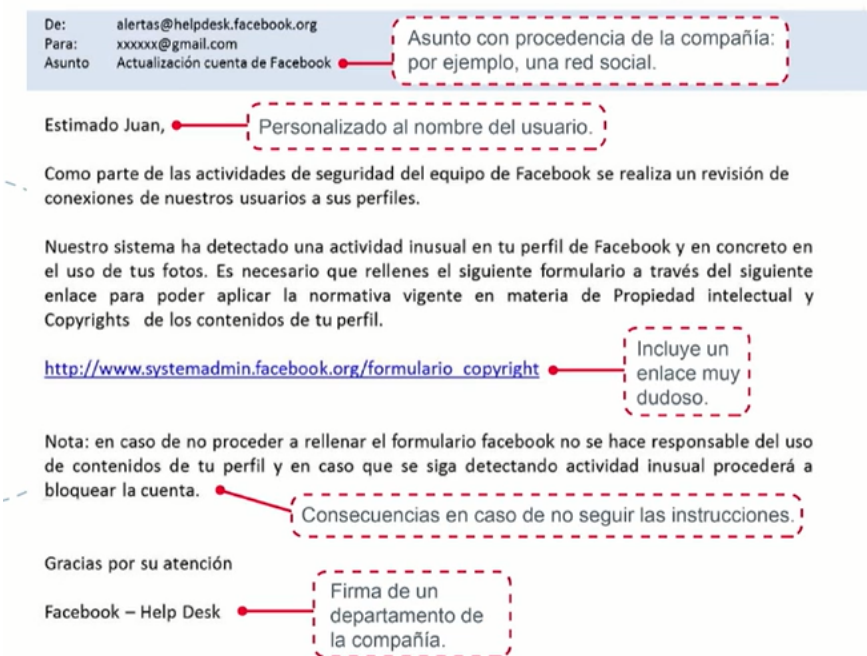 De: alertas@helpdesk.facebook.org
Para: xxxxxx@gmail.com
Asunto Actualización cuenta de Facebook
Asunto con procedencia de la compañía:
por ejemplo, una red social.
Estimado Juan,
Personalizado al nombre del usuario.
Como parte de las actividades de seguridad del equipo de Facebook se realiza un revisión de
conexiones de nuestros usuarios a sus perfiles.
Nuestro sistema ha detectado una actividad inusual en tu perfil de Facebook y en concreto en
el uso de tus fotos. Es necesario que rellenes el siguiente formulario a través del siguiente
enlace para poder aplicar la normativa vigente en materia de Propiedad intelectual y
Copyrights de los contenidos de tu perfil.
http://www.systemadmin.facebook.org/formulario_copyright
Incluye un
enlace muy
dudoso.
Nota: en caso de no proceder a rellenar el formulario facebook no se hace responsable del uso
de contenidos de tu perfil y en caso que se siga detectando actividad inusual procederá a
bloquear la cuenta.
Consecuencias en caso de no seguir las instrucciones.
Gracias por su atención
Facebook – Help Desk
Firma de un
departamento de
la compañía.